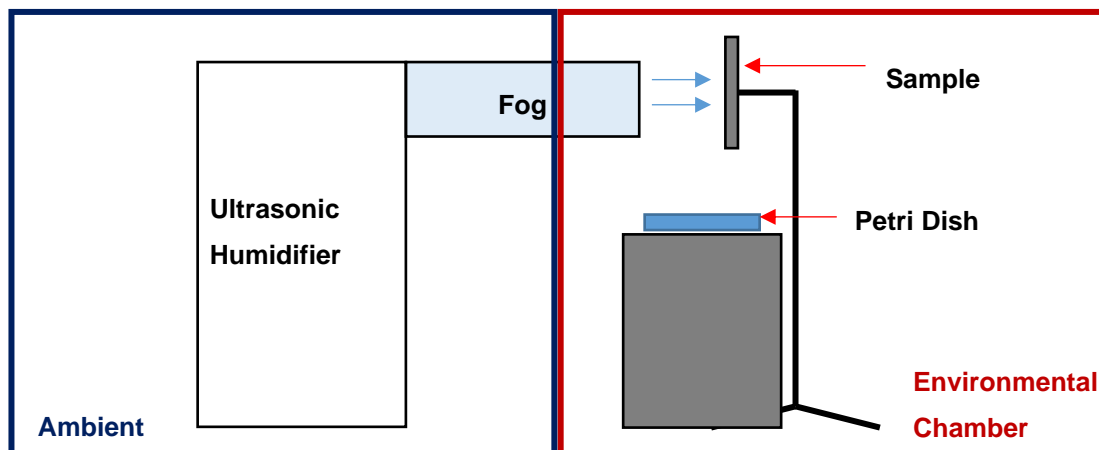 Fog
Sample
Ultrasonic
Humidifier
Petri Dish
Ambient
Environmental
Chamber